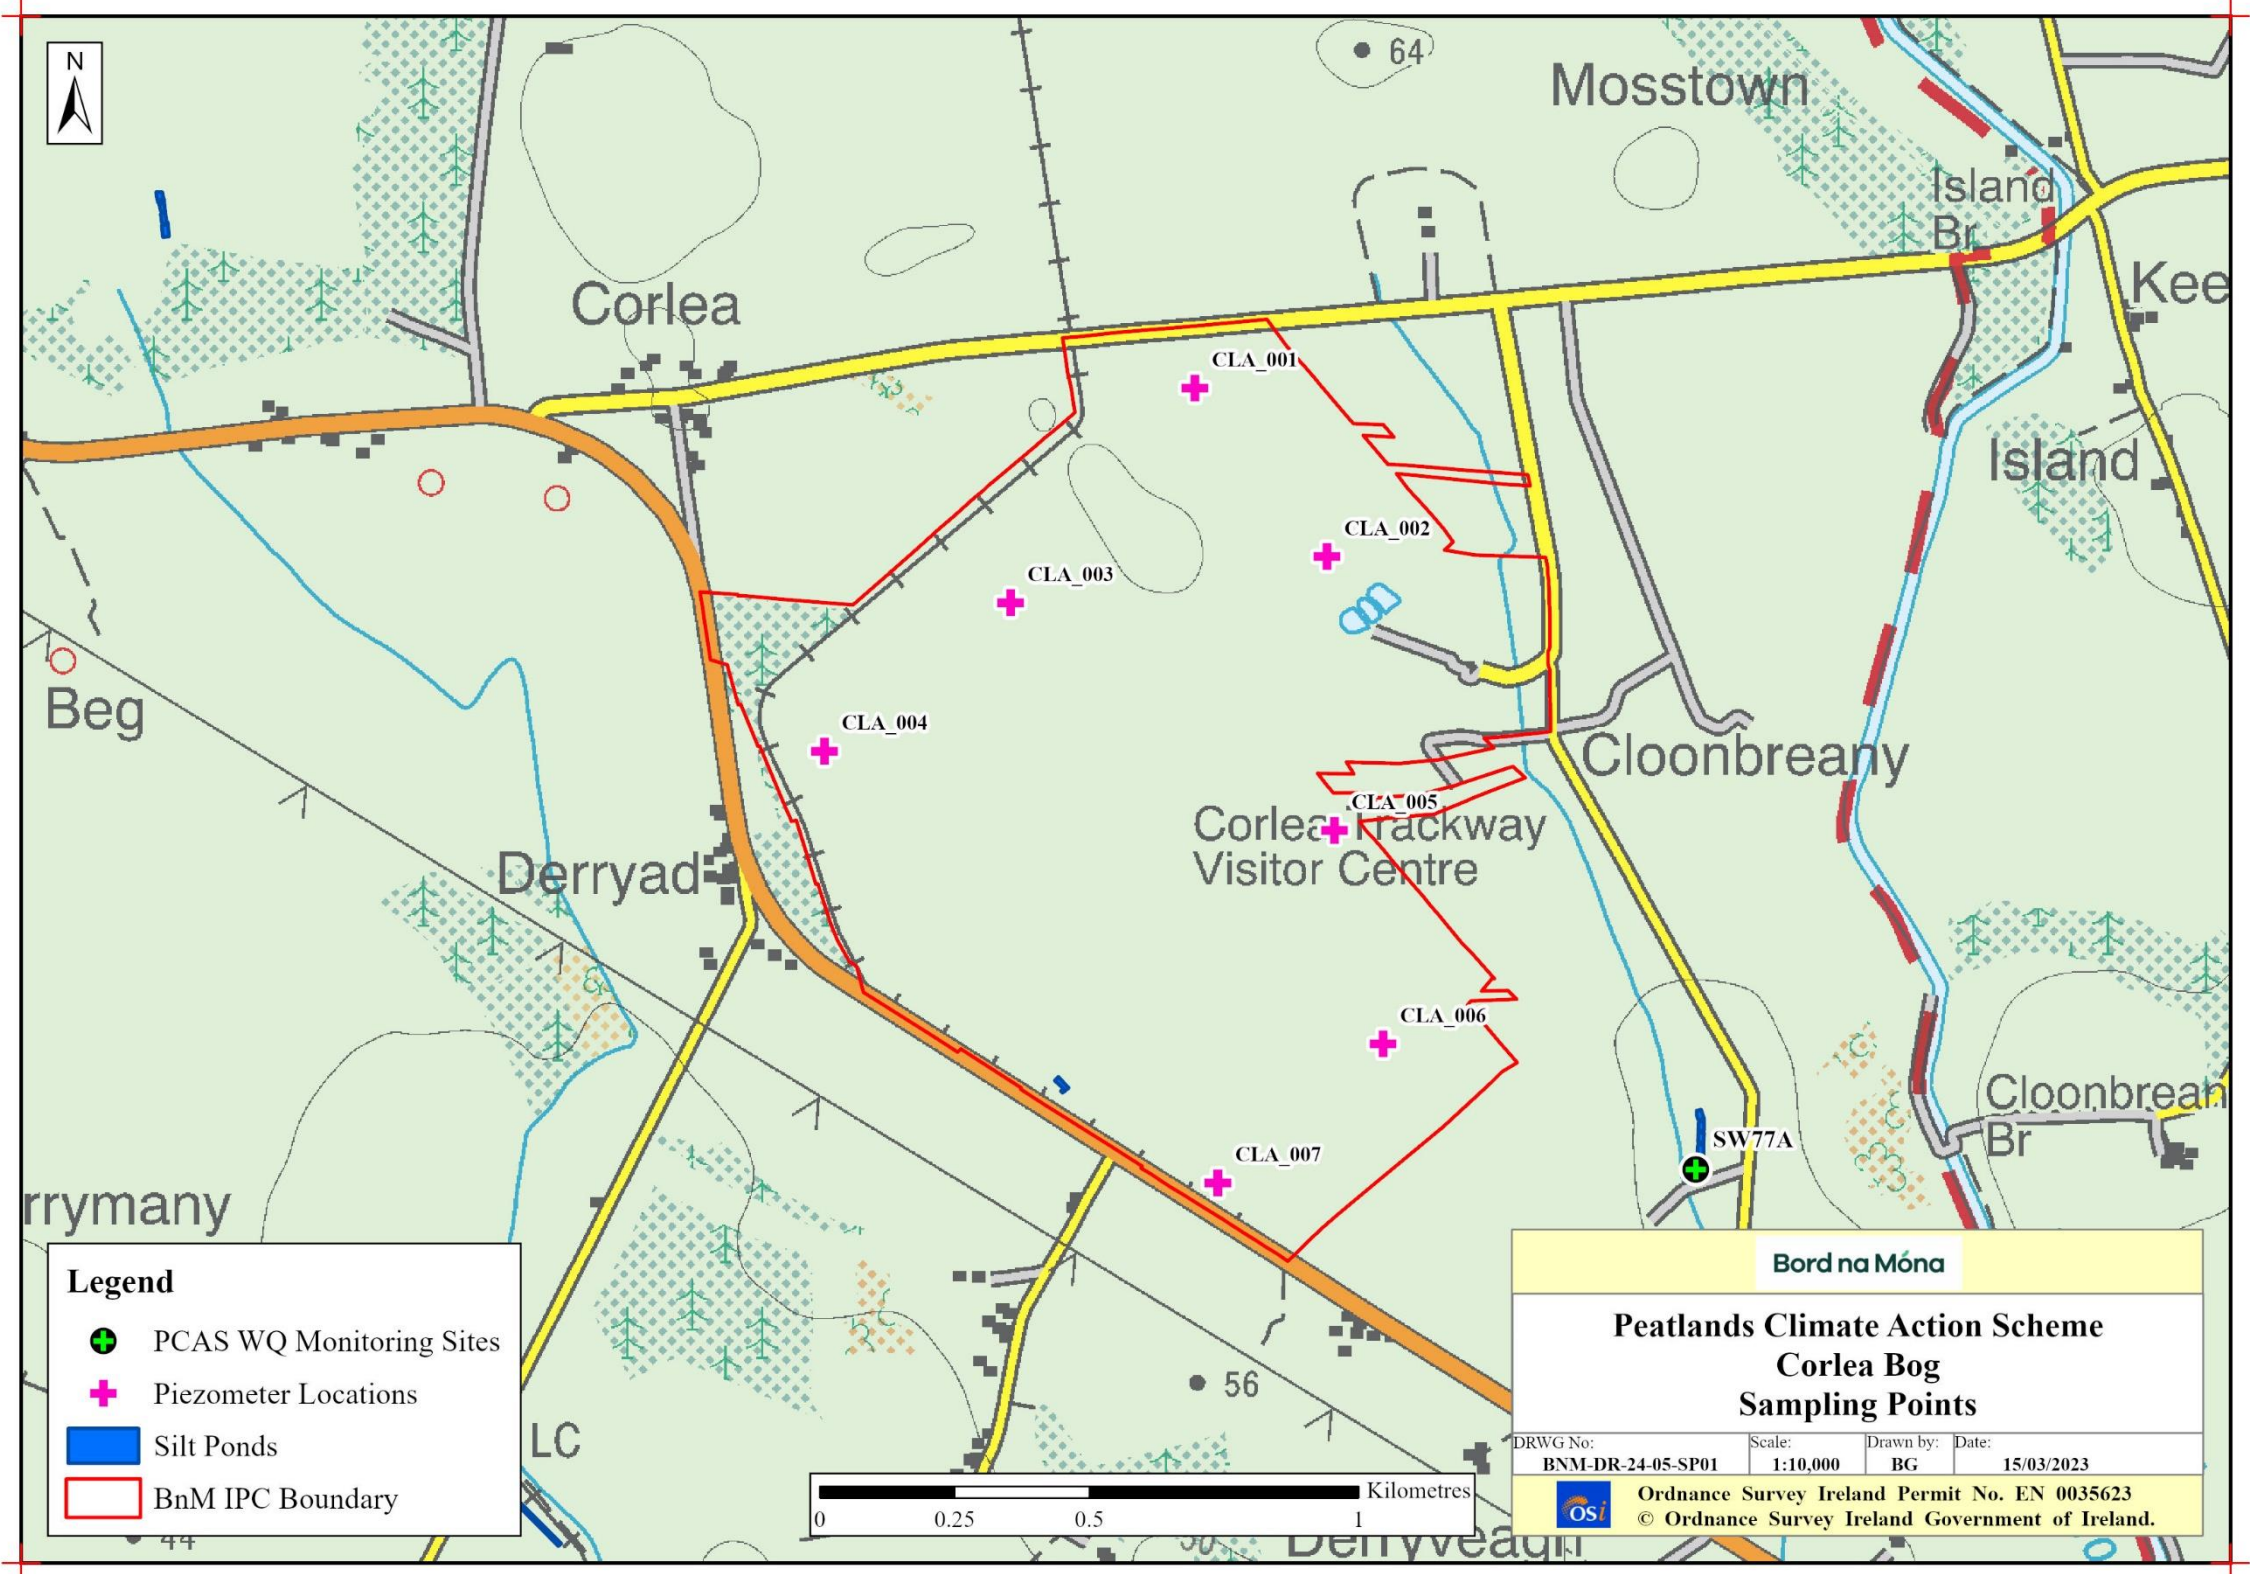 N
64
Mosstown
Island
Br
Kee
Corlea
CLA_001
Island
CLA_002
CLA_003
Beg
CLA_004
Cloonbreany
CLA_005
Corlea Trackway
Visitor Centre
Derryad
CLA_006
Cloonbrean
Br
SW77A
CLA_007
rrymany
56
LC
44
Legend
PCAS WQ Monitoring Sites
Piezometer Locations
Silt Ponds
BnM IPC Boundary
Kilometres
0 0.25 0.5 1
Derryveagh
Bord na Móna
Peatlands Climate Action Scheme
Corlea Bog
Sampling Points
DRWG No: Scale: Drawn by: Date:
BNM-DR-24-05-SP01 1:10,000 BG 15/03/2023
osi
Ordnance Survey Ireland Permit No. EN 0035623
© Ordnance Survey Ireland Government of Ireland.